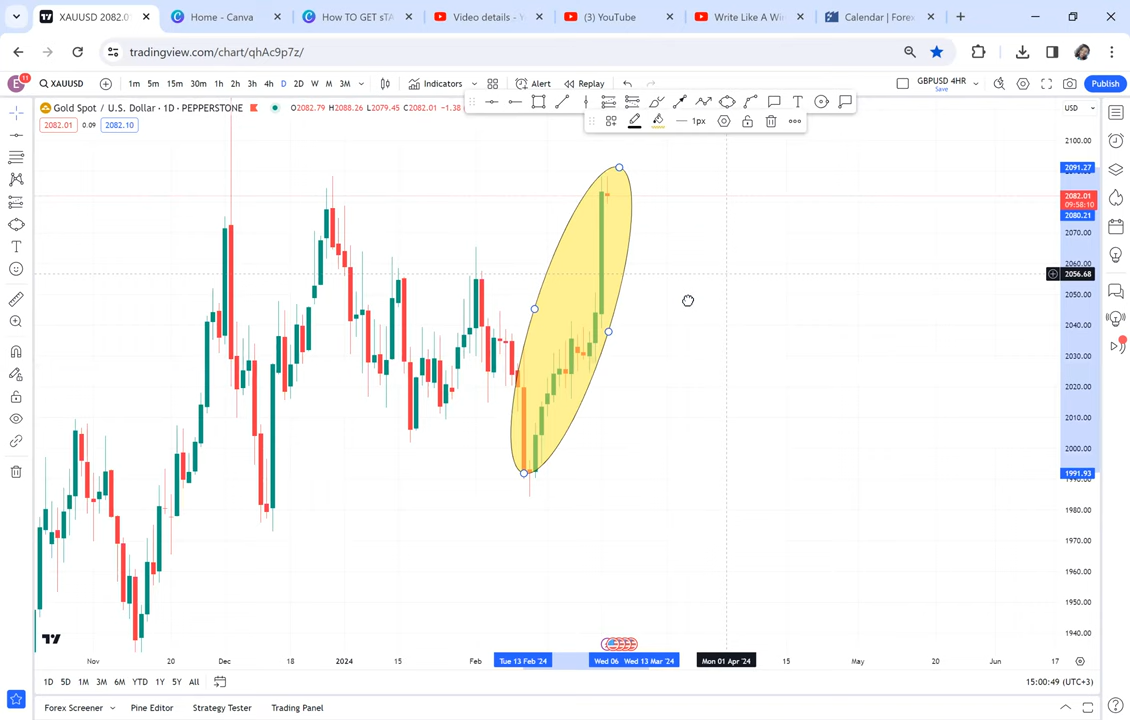 XAUUSD 2082.0
Home - Canva
How TO GET sTA
Video details - Y
(3) YouTube
Write Like A Wi
Calendar | Forex
tradingview.com/chart/qhAc9p7z/
E 11 XAUUSD 1m 5m 15m 30m 1h 2h 3h 4h D 2D W M 3M Indicators Alert Replay GBPUSD 4HR Save Publish
Gold Spot / U.S. Dollar · 1D · PEPPERSTONE O2082.79 H2088.26 L2079.45 C2082.01 −1.38
USD
2082.01 0.09 2082.10
1px
2100.00
2091.27
2082.01
09:58:10
2080.21
2070.00
2060.00
2056.68
2050.00
2040.00
2030.00
2020.00
2010.00
2000.00
1991.93
1990.00
1980.00
1970.00
1960.00
1950.00
1940.00
Nov 20 Dec 18 2024 15 Feb Tue 13 Feb '24 Wed 06 Wed 13 Mar '24 Mon 01 Apr '24 15 May 20 Jun 17
1D 5D 1M 3M 6M YTD 1Y 5Y All 15:00:49 (UTC+3)
Forex Screener Pine Editor Strategy Tester Trading Panel